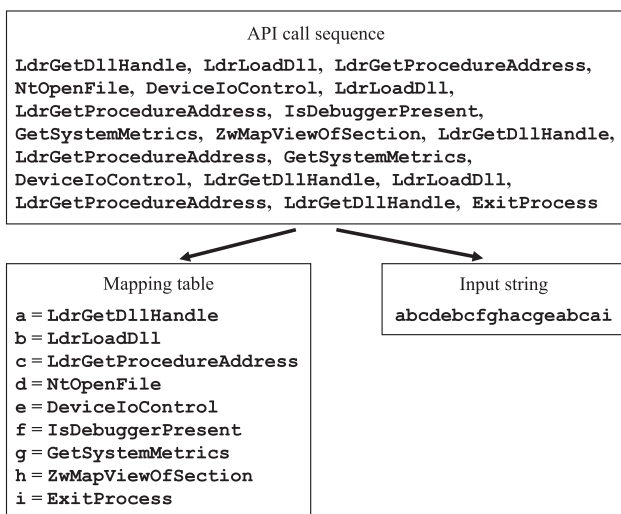 API call sequence
LdrGetDllHandle, LdrLoadDll, LdrGetProcedureAddress,
NtOpenFile, DeviceIoControl, LdrLoadDll,
LdrGetProcedureAddress, IsDebuggerPresent,
GetSystemMetrics, ZwMapViewOfSection, LdrGetDllHandle,
LdrGetProcedureAddress, GetSystemMetrics,
DeviceIoControl, LdrGetDllHandle, LdrLoadDll,
LdrGetProcedureAddress, LdrGetDllHandle, ExitProcess
Mapping table
a = LdrGetDllHandle
b = LdrLoadDll
c = LdrGetProcedureAddress
d = NtOpenFile
e = DeviceIoControl
f = IsDebuggerPresent
g = GetSystemMetrics
h = ZwMapViewOfSection
i = ExitProcess
Input string
abcdebcfghacgeabcai